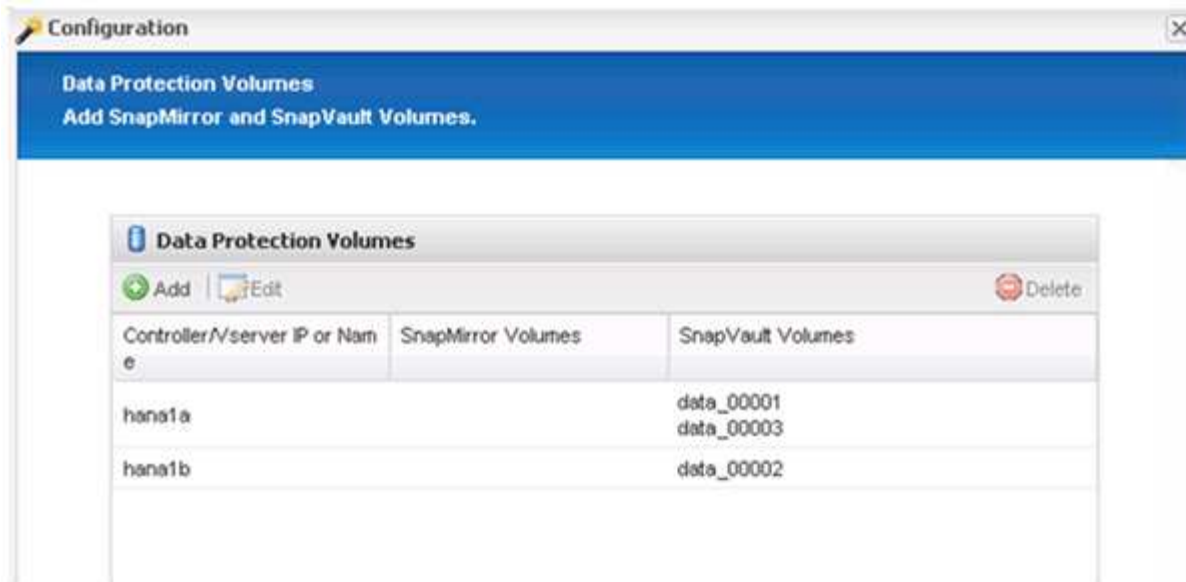 Configuration
Data Protection Volumes
Add SnapMirror and SnapVault Volumes.
Data Protection Volumes
Add Edit Delete
Controller/Vserver IP or Nam SnapMirror Volumes SnapVault Volumes
e
hana1a data_00001
data_00003
hana1b data_00002